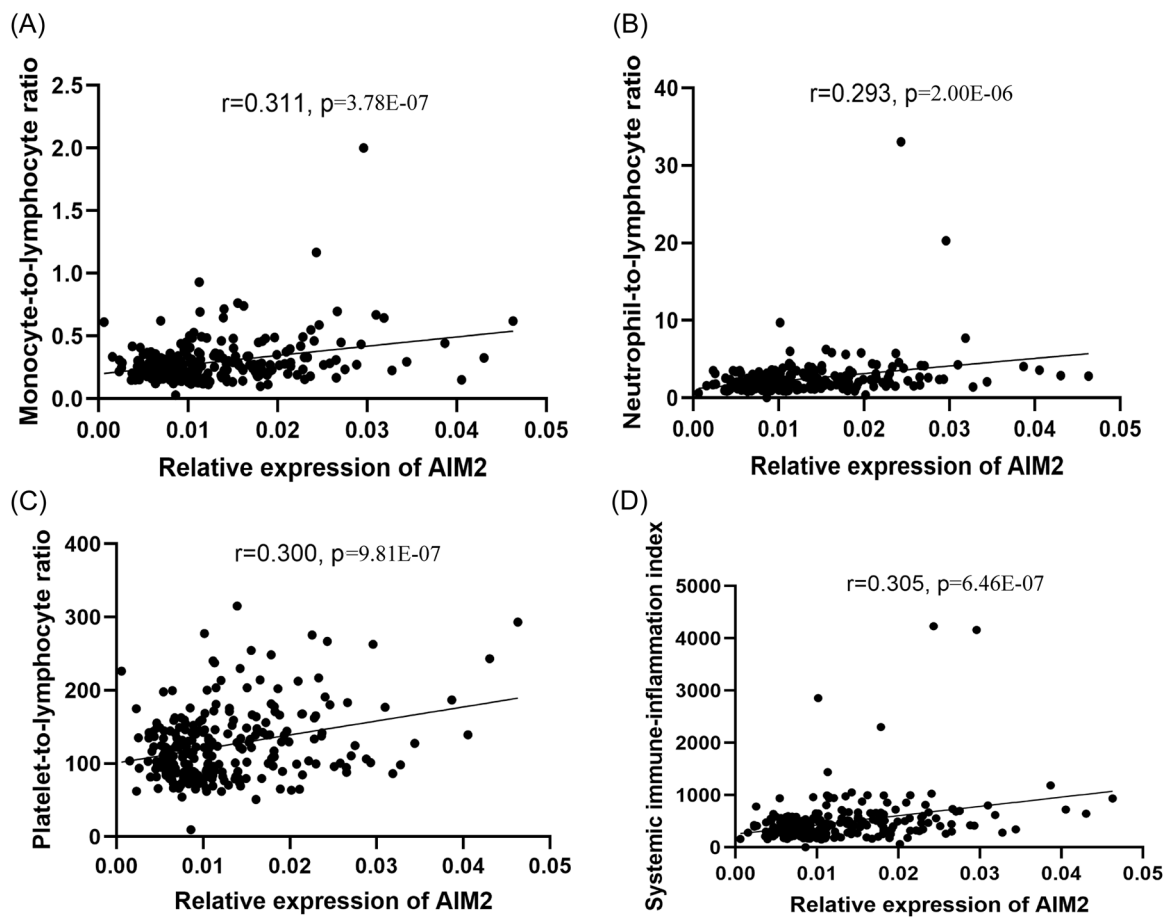 (A)
Monocyte-to-lymphocyte ratio
r=0.311, p=3.78E-07
2.5
2.0
1.5
1.0
0.5
0.0
0.00 0.01 0.02 0.03 0.04 0.05
Relative expression of AIM2
(B)
Neutrophil-to-lymphocyte ratio
r=0.293, p=2.00E-06
40
30
20
10
0
0.00 0.01 0.02 0.03 0.04 0.05
Relative expression of AIM2
(C)
Platelet-to-lymphocyte ratio
r=0.300, p=9.81E-07
400
300
200
100
0
0.00 0.01 0.02 0.03 0.04 0.05
Relative expression of AIM2
(D)
Systemic immune-inflammation index
r=0.305, p=6.46E-07
5000
4000
3000
2000
1000
0
0.00 0.01 0.02 0.03 0.04 0.05
Relative expression of AIM2